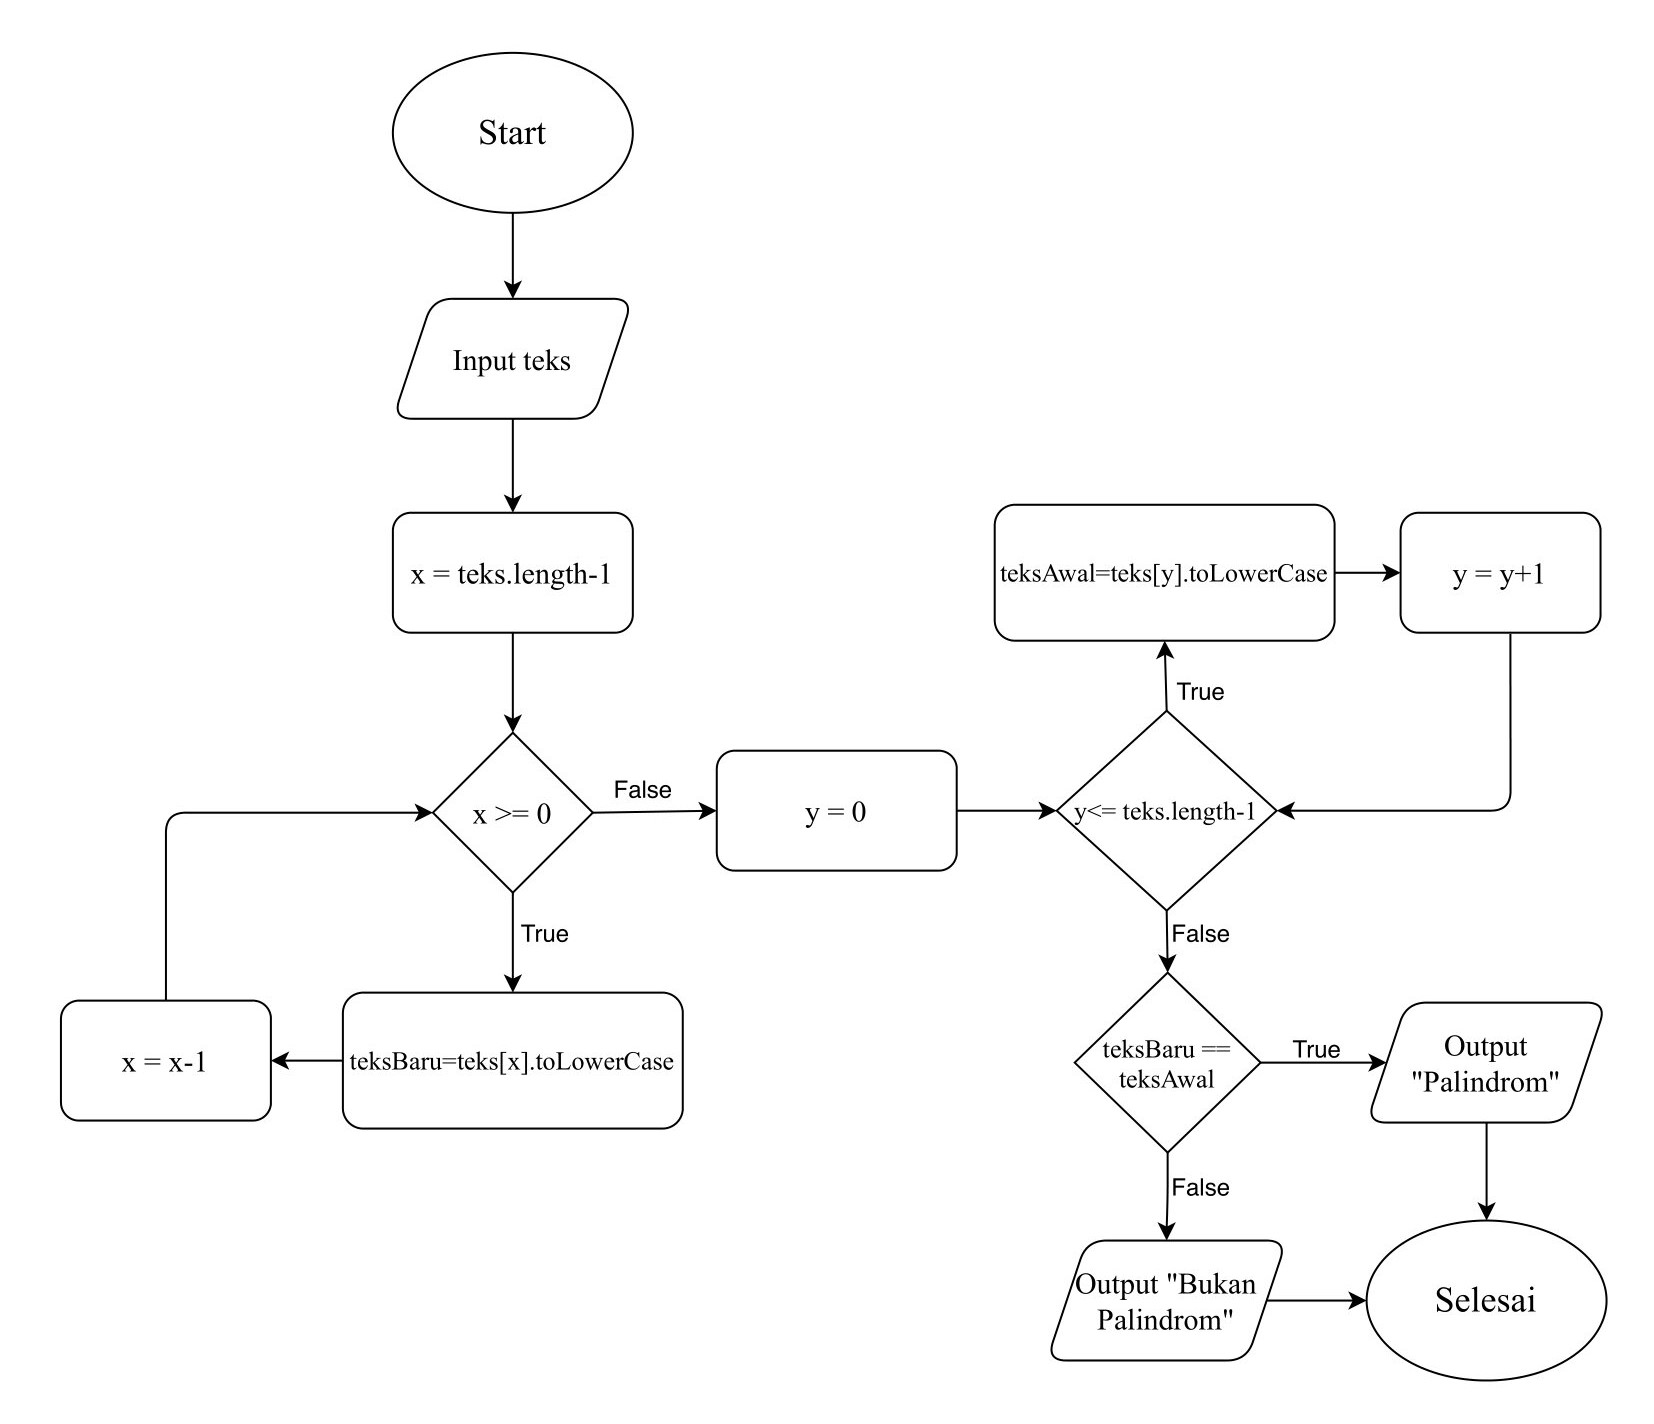 Start
Input teks
x = teks.length-1
x >= 0
True
teksBaru=teks[x].toLowerCase
x = x-1
False
y = 0
y<= teks.length-1
True
teksAwal=teks[y].toLowerCase
y = y+1
False
teksBaru ==
teksAwal
True
Output
"Palindrom"
False
Output "Bukan
Palindrom"
Selesai